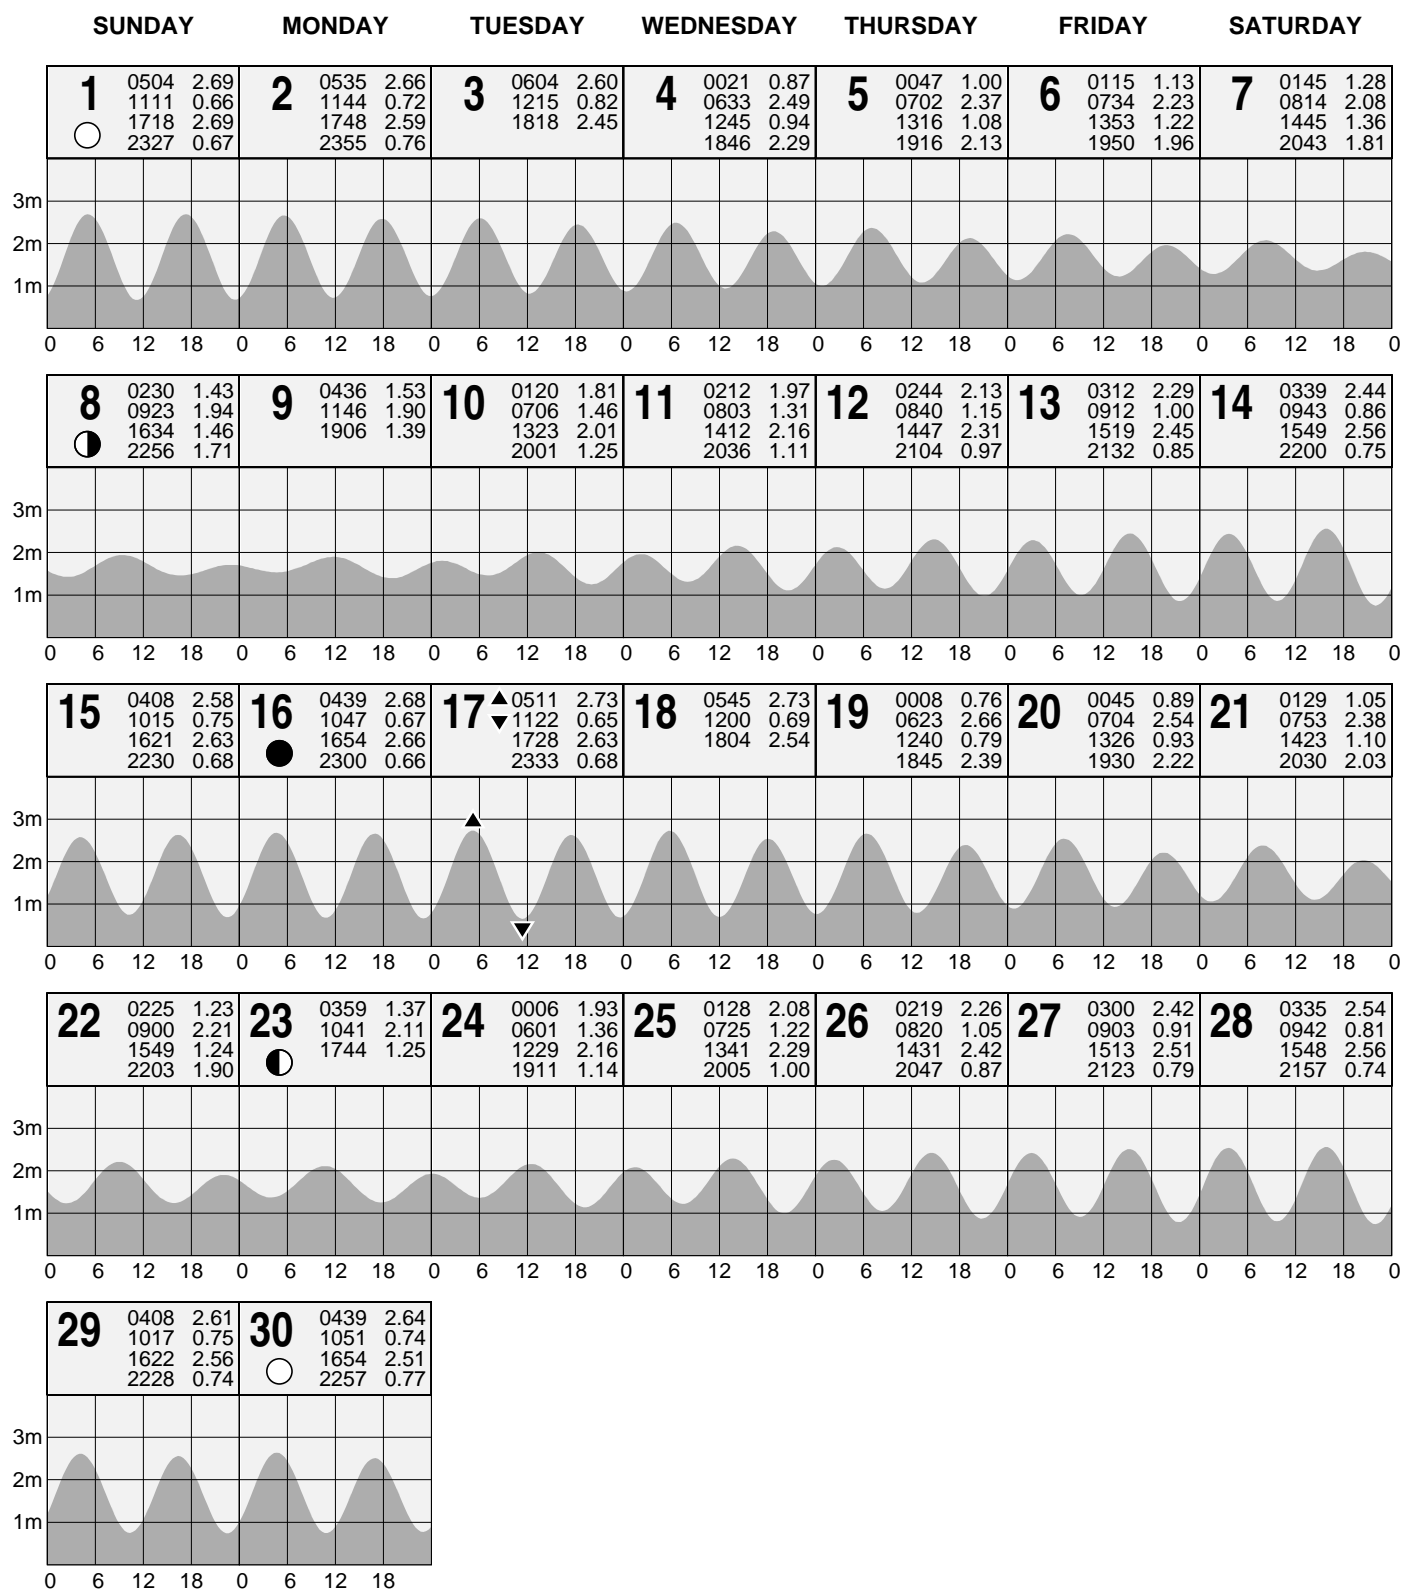 SUNDAY MONDAY TUESDAY WEDNESDAY THURSDAY FRIDAY SATURDAY
1 0504 2.69 1111 0.66 1718 2.69 2327 0.67
2 0535 2.66 1144 0.72 1748 2.59 2355 0.76
3 0604 2.60 1215 0.82 1818 2.45
4 0021 0.87 0633 2.49 1245 0.94 1846 2.29
5 0047 1.00 0702 2.37 1316 1.08 1916 2.13
6 0115 1.13 0734 2.23 1353 1.22 1950 1.96
7 0145 1.28 0814 2.08 1445 1.36 2043 1.81
3m
2m
1m
0 6 12 18 0 6 12 18 0 6 12 18 0 6 12 18 0 6 12 18 0 6 12 18 0 6 12 18 0
8 0230 1.43 0923 1.94 1634 1.46 2256 1.71
9 0436 1.53 1146 1.90 1906 1.39
10 0120 1.81 0706 1.46 1323 2.01 2001 1.25
11 0212 1.97 0803 1.31 1412 2.16 2036 1.11
12 0244 2.13 0840 1.15 1447 2.31 2104 0.97
13 0312 2.29 0912 1.00 1519 2.45 2132 0.85
14 0339 2.44 0943 0.86 1549 2.56 2200 0.75
3m
2m
1m
0 6 12 18 0 6 12 18 0 6 12 18 0 6 12 18 0 6 12 18 0 6 12 18 0 6 12 18 0
15 0408 2.58 1015 0.75 1621 2.63 2230 0.68
16 0439 2.68 1047 0.67 1654 2.66 2300 0.66
17 0511 2.73 1122 0.65 1728 2.63 2333 0.68
18 0545 2.73 1200 0.69 1804 2.54
19 0008 0.76 0623 2.66 1240 0.79 1845 2.39
20 0045 0.89 0704 2.54 1326 0.93 1930 2.22
21 0129 1.05 0753 2.38 1423 1.10 2030 2.03
3m
2m
1m
0 6 12 18 0 6 12 18 0 6 12 18 0 6 12 18 0 6 12 18 0 6 12 18 0 6 12 18 0
22 0225 1.23 0900 2.21 1549 1.24 2203 1.90
23 0359 1.37 1041 2.11 1744 1.25
24 0006 1.93 0601 1.36 1229 2.16 1911 1.14
25 0128 2.08 0725 1.22 1341 2.29 2005 1.00
26 0219 2.26 0820 1.05 1431 2.42 2047 0.87
27 0300 2.42 0903 0.91 1513 2.51 2123 0.79
28 0335 2.54 0942 0.81 1548 2.56 2157 0.74
3m
2m
1m
0 6 12 18 0 6 12 18 0 6 12 18 0 6 12 18 0 6 12 18 0 6 12 18 0 6 12 18 0
29 0408 2.61 1017 0.75 1622 2.56 2228 0.74
30 0439 2.64 1051 0.74 1654 2.51 2257 0.77
3m
2m
1m
0 6 12 18 0 6 12 18